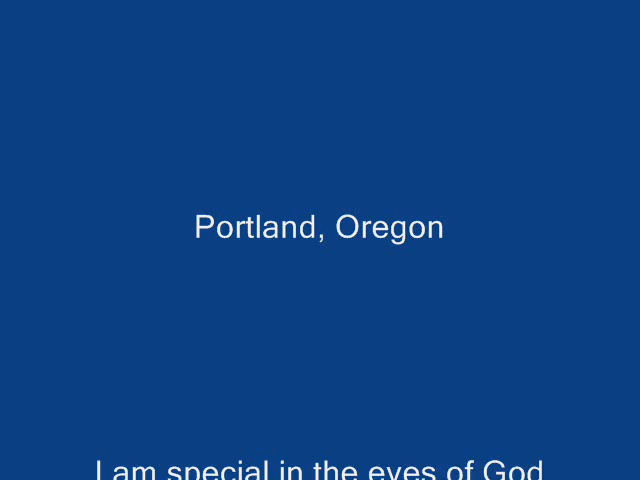 Portland, Oregon
I am special in the eyes of God